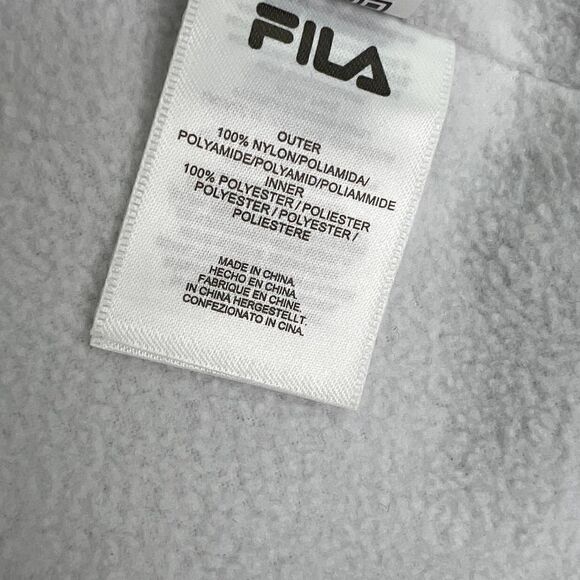 FILA
OUTER
100% NYLON/POLIAMIDA/
POLYAMIDE/POLYAMID/POLIAMMIDE
INNER
100% POLYESTER / POLIESTER
POLYESTER / POLYESTER /
POLIESTERE
MADE IN CHINA
HECHO EN CHINA.
FABRIQUE EN CHINE.
IN CHINA HERGESTELLT.
CONFEZIONATO IN CINA.